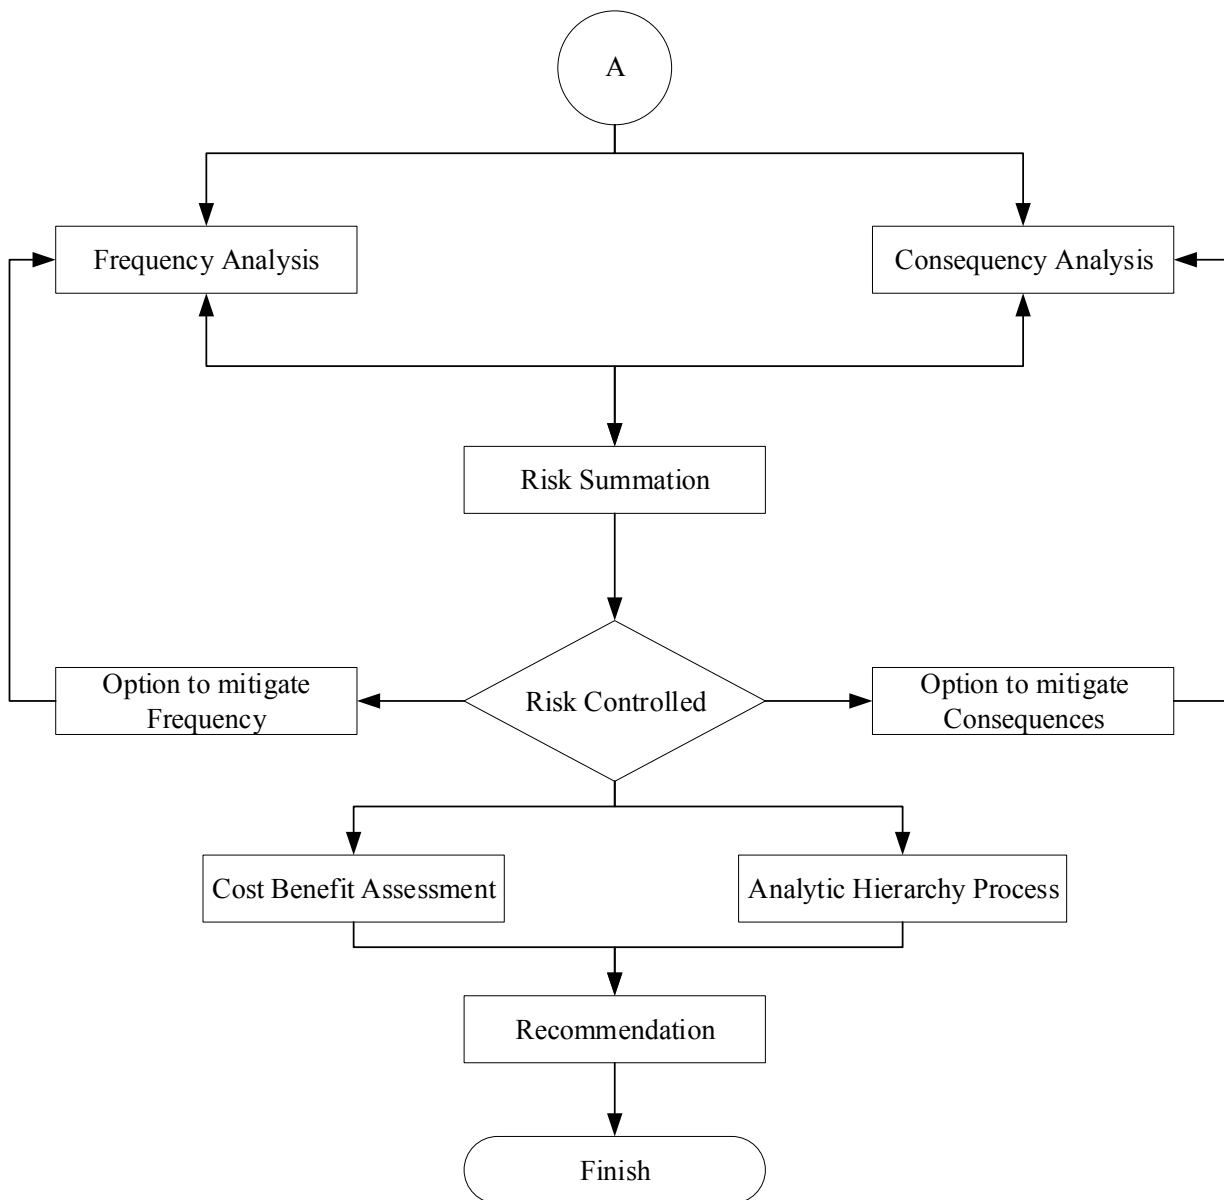 A
Frequency Analysis
Consequency Analysis
Risk Summation
Option to mitigate
Frequency
Risk Controlled
Option to mitigate
Consequences
Cost Benefit Assessment
Analytic Hierarchy Process
Recommendation
Finish